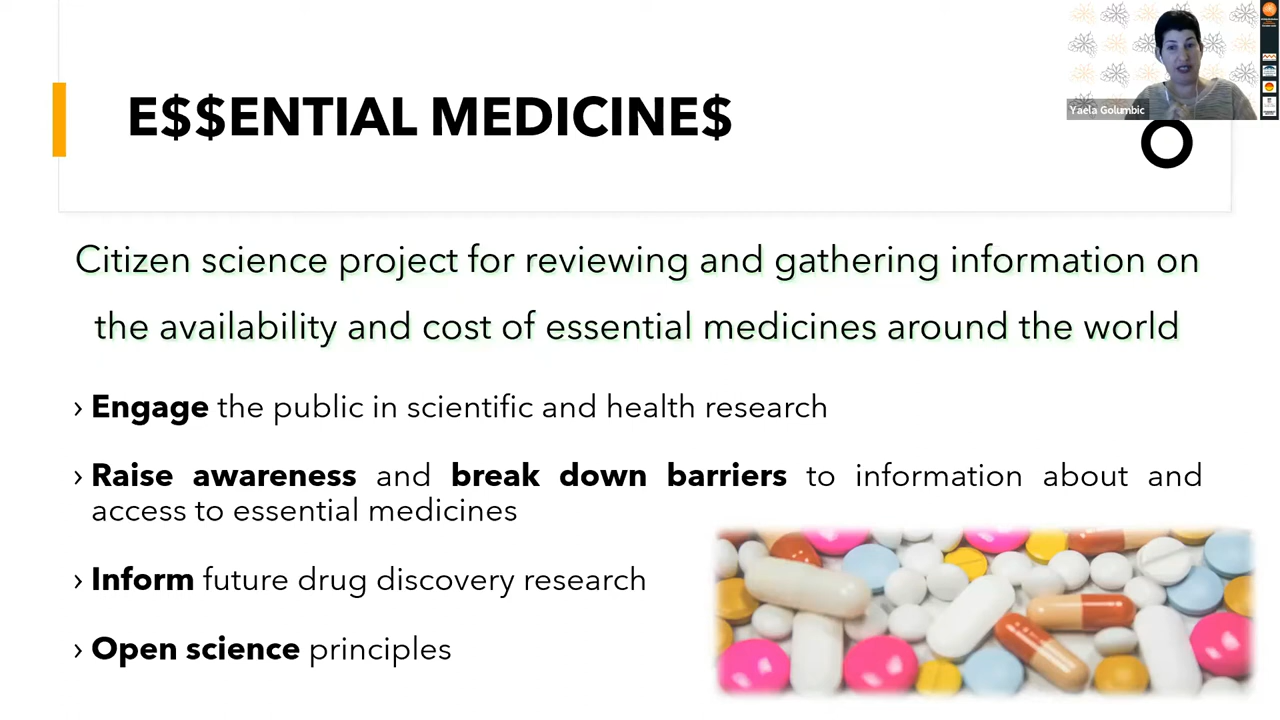 E$$ENTIAL MEDICINE$
Yaela Golumbic
Citizen science project for reviewing and gathering information on
the availability and cost of essential medicines around the world
› Engage the public in scientific and health research
› Raise awareness and break down barriers to information about and
access to essential medicines
› Inform future drug discovery research
› Open science principles